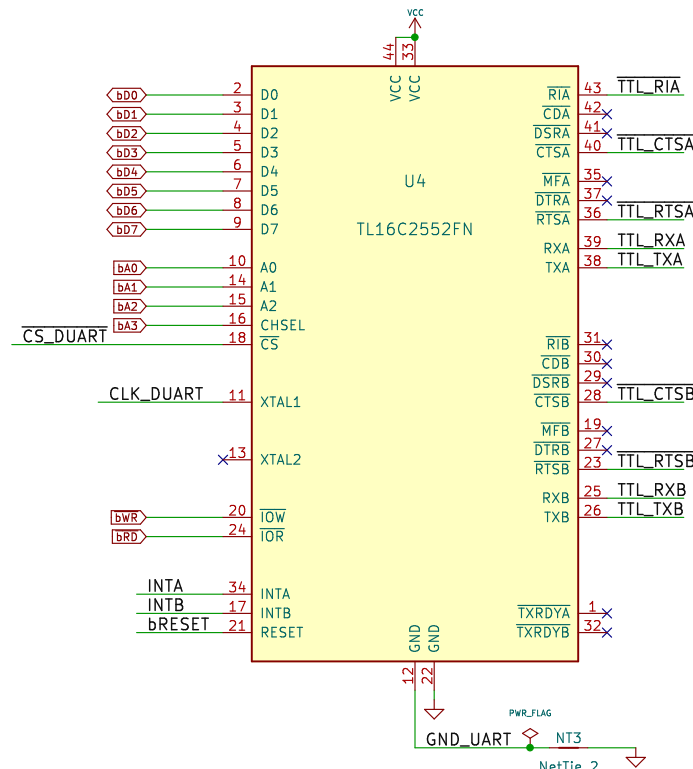 VCC
44
33
VCC
VCC
bD0 2 D0
bD1 3 D1
bD2 4 D2
bD3 5 D3
bD4 6 D4
bD5 7 D5
bD6 8 D6
bD7 9 D7
bA0 10 A0
bA1 14 A1
bA2 15 A2
bA3 16 CHSEL
CS_DUART 18 CS
CLK_DUART 11 XTAL1
13 XTAL2
bWR 20 IOW
bRD 24 IOR
INTA 34 INTA
INTB 17 INTB
bRESET 21 RESET
U4
TL16C2552FN
RIA 43 TTL_RIA
CDA 42
DSRA 41
CTSA 40 TTL_CTSA
MFA 35
DTRA 37
RTSA 36 TTL_RTSA
RXA 39 TTL_RXA
TXA 38 TTL_TXA
RIB 31
CDB 30
DSRB 29
CTSB 28 TTL_CTSB
MFB 19
DTRB 27
RTSB 23 TTL_RTSB
RXB 25 TTL_RXB
TXB 26 TTL_TXB
TXRDYA 1
TXRDYB 32
GND
GND
12
22
PWR_FLAG
GND_UART
NT3
NetTie_2